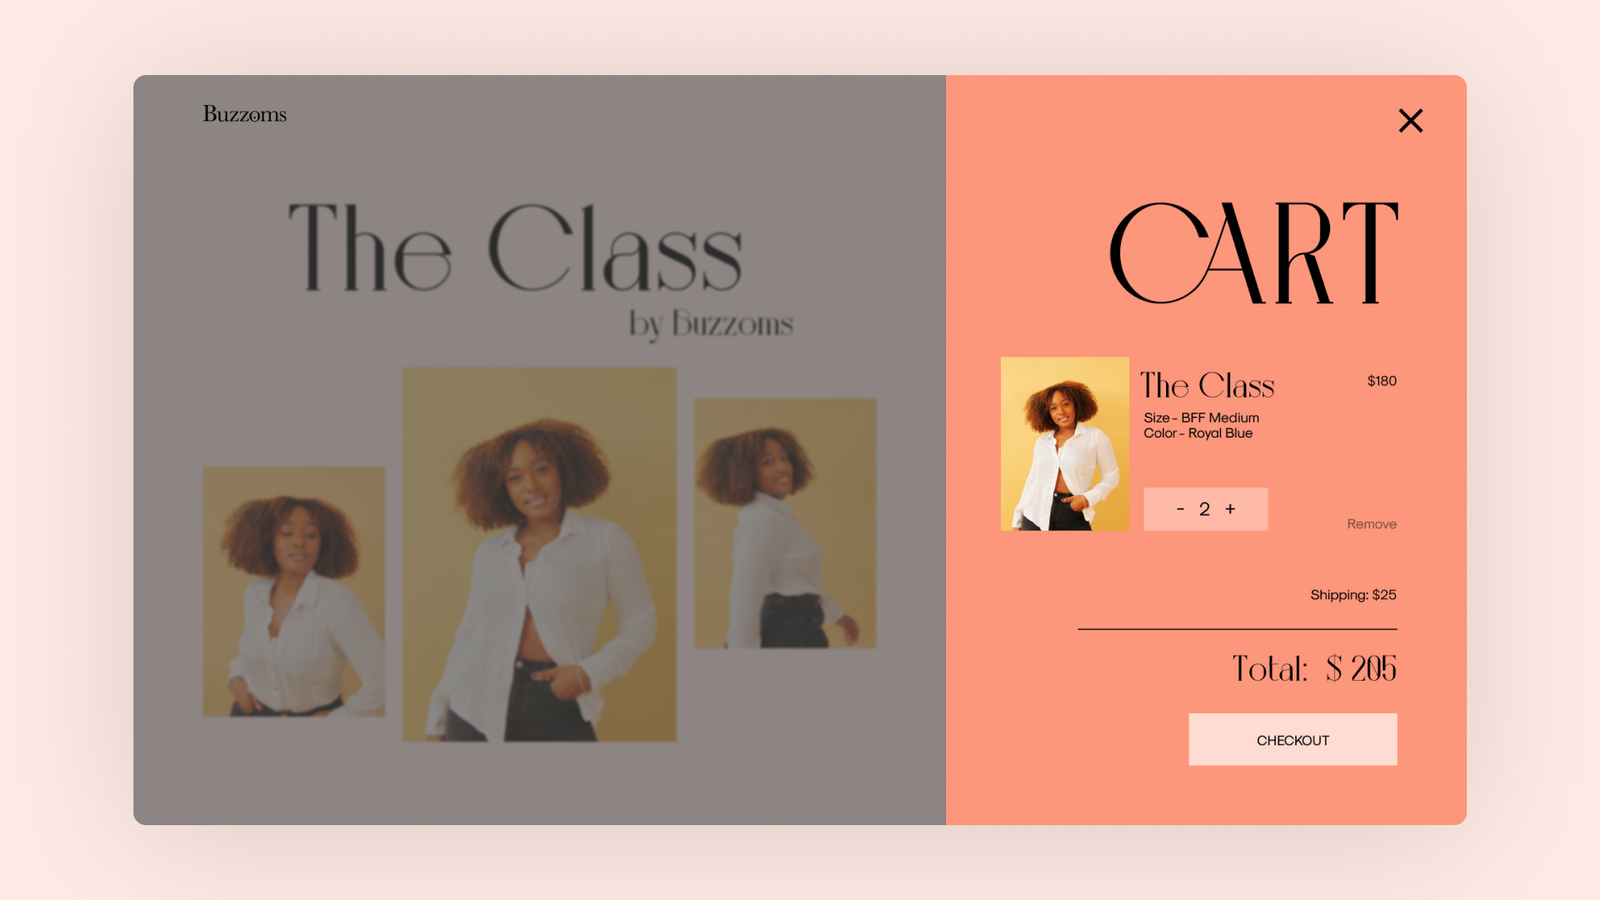 Buzzoms
The Class
by Buzzoms
CART
The Class
$180
Size - BFF Medium
Color - Royal Blue
- 2 +
Remove
Shipping: $25
Total: $ 205
CHECKOUT